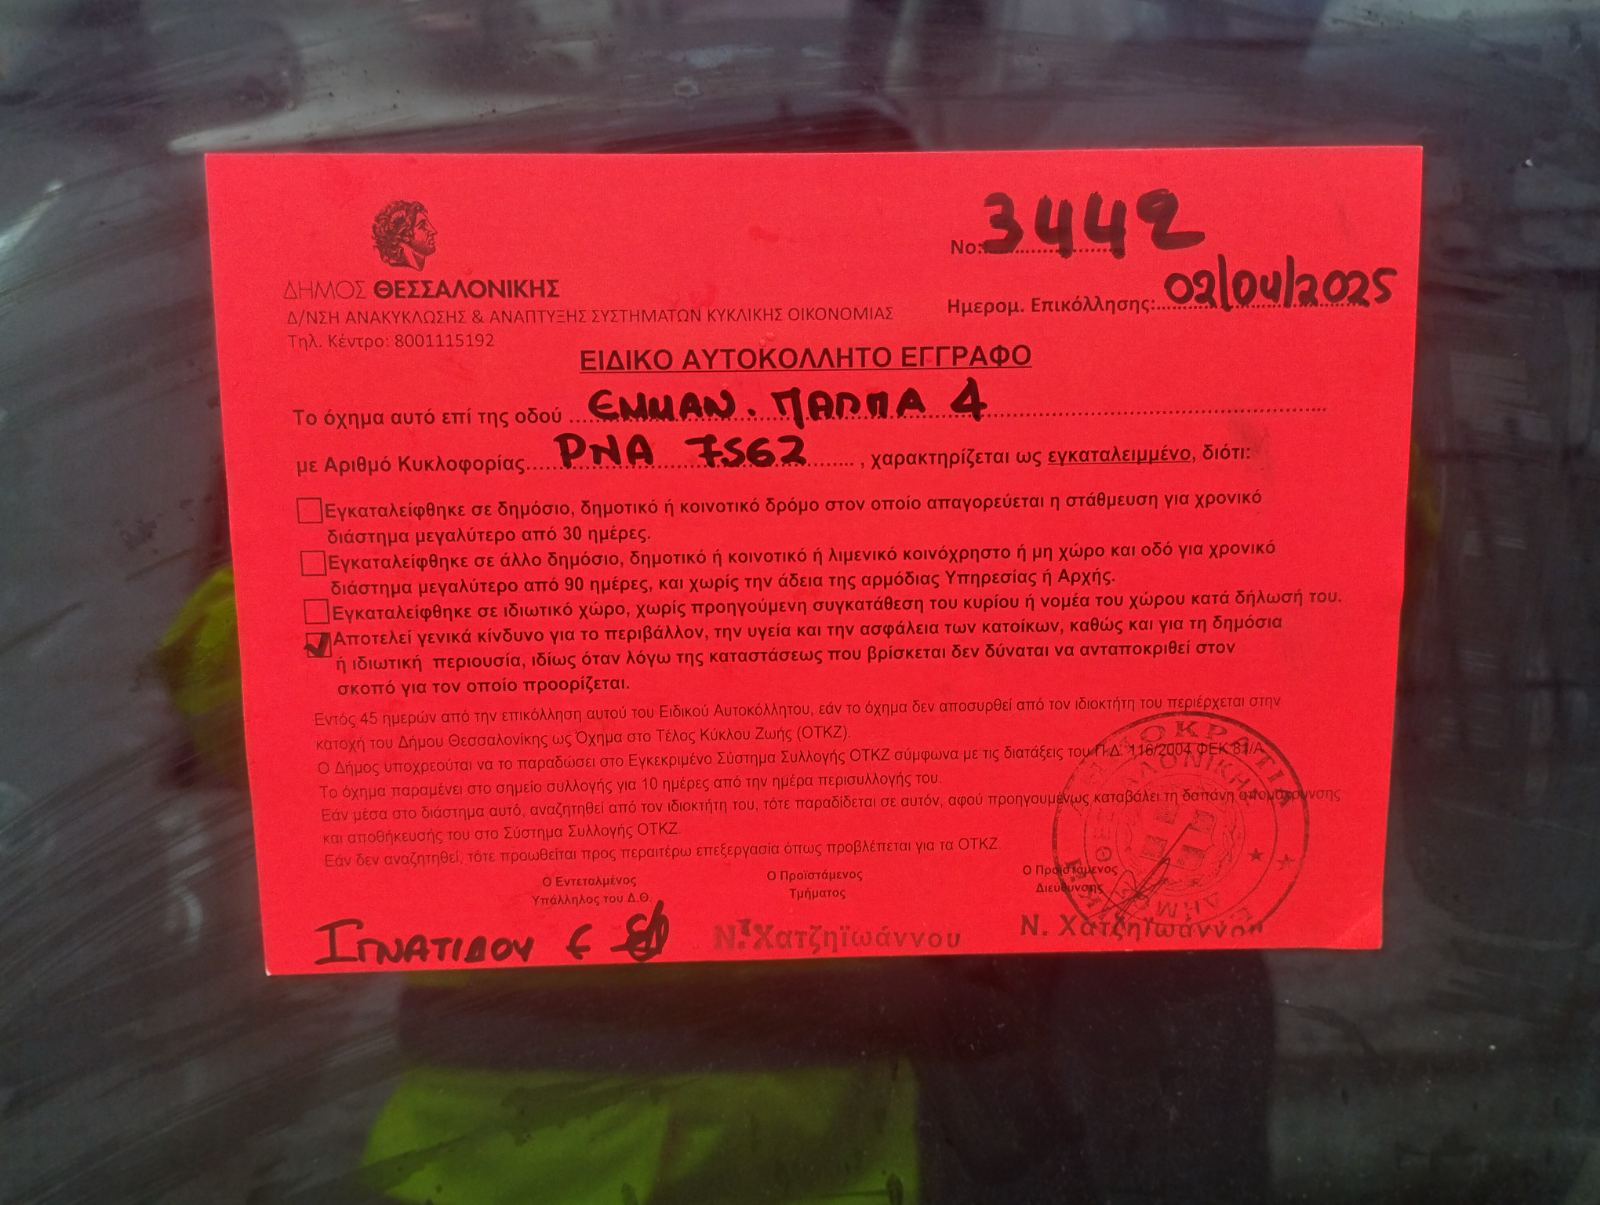 Νο: 3442
ΔΗΜΟΣ ΘΕΣΣΑΛΟΝΙΚΗΣ
Ημερομ. Επικόλλησης: 02/04/2025
Δ/ΝΣΗ ΑΝΑΚΥΚΛΩΣΗΣ & ΑΝΑΠΤΥΞΗΣ ΣΥΣΤΗΜΑΤΩΝ ΚΥΚΛΙΚΗΣ ΟΙΚΟΝΟΜΙΑΣ
Τηλ. Κέντρο: 8001115192
ΕΙΔΙΚΟ ΑΥΤΟΚΟΛΛΗΤΟ ΕΓΓΡΑΦΟ
Το όχημα αυτό επί της οδού ΕΜΜΑΝ. ΠΑΠΠΑ 4
με Αριθμό Κυκλοφορίας ΡΝΑ 7562, χαρακτηρίζεται ως εγκαταλειμμένο, διότι:
Εγκαταλείφθηκε σε δημόσιο, δημοτικό ή κοινοτικό δρόμο στον οποίο απαγορεύεται η στάθμευση για χρονικό
διάστημα μεγαλύτερο από 30 ημέρες.
Εγκαταλείφθηκε σε άλλο δημόσιο, δημοτικό ή κοινοτικό ή λιμενικό κοινόχρηστο ή μη χώρο και οδό για χρονικό
διάστημα μεγαλύτερο από 90 ημέρες, και χωρίς την άδεια της αρμόδιας Υπηρεσίας ή Αρχής.
Εγκαταλείφθηκε σε ιδιωτικό χώρο, χωρίς προηγούμενη συγκατάθεση του κυρίου ή νομέα του χώρου κατά δήλωσή του.
Αποτελεί γενικά κίνδυνο για το περιβάλλον, την υγεία και την ασφάλεια των κατοίκων, καθώς και για τη δημόσια
ή ιδιωτική περιουσία, ιδίως όταν λόγω της καταστάσεως που βρίσκεται δεν δύναται να ανταποκριθεί στον
σκοπό για τον οποίο προορίζεται.
Εντός 45 ημερών από την επικόλληση αυτού του Ειδικού Αυτοκόλλητου, εάν το όχημα δεν αποσυρθεί από τον ιδιοκτήτη του περιέρχεται στην
κατοχή του Δήμου Θεσσαλονίκης ως Όχημα στο Τέλος Κύκλου Ζωής (ΟΤΚΖ).
Ο Δήμος υποχρεούται να το παραδώσει στο Εγκεκριμένο Σύστημα Συλλογής ΟΤΚΖ σύμφωνα με τις διατάξεις του Π.Δ. 116/2004 ΦΕΚ 81/Α
Το όχημα παραμένει στο σημείο συλλογής για 10 ημέρες από την ημέρα περισυλλογής του.
Εάν μέσα στο διάστημα αυτό, αναζητηθεί από τον ιδιοκτήτη του, τότε παραδίδεται σε αυτόν, αφού προηγουμένως καταβάλει τη δαπάνη απομάκρυνσης
και αποθήκευσής του στο Σύστημα Συλλογής ΟΤΚΖ.
Εάν δεν αναζητηθεί, τότε προωθείται προς περαιτέρω επεξεργασία όπως προβλέπεται για τα ΟΤΚΖ.
Ο Εντεταλμένος
Υπάλληλος του Δ.Θ.
Ο Προϊστάμενος
Τμήματος
Ο Προϊστάμενος
Διεύθυνσης
ΙΓΝΑΤΙΔΟΥ Ε
Ν. Χατζηϊωάννου
Ν. Χατζηϊωάννου